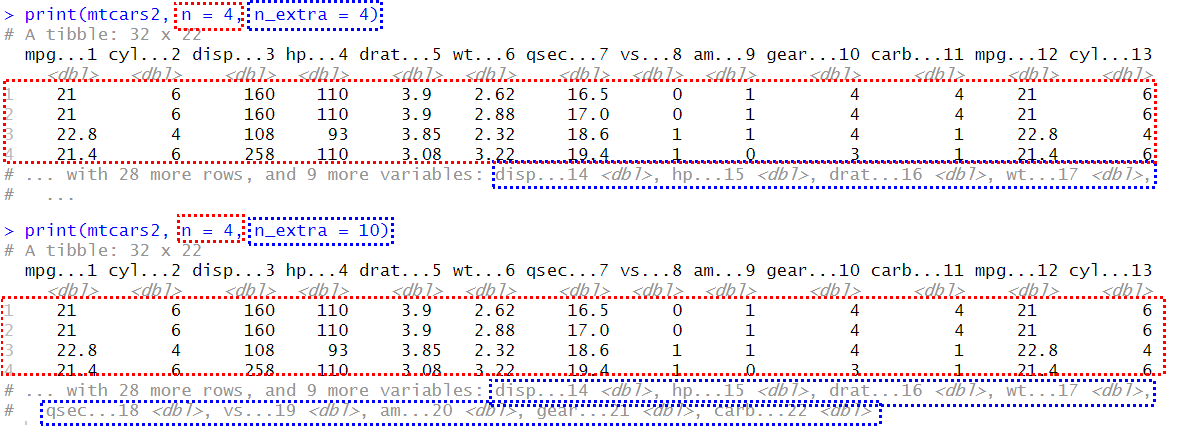 > print(mtcars2, n = 4, n_extra = 4)
# A tibble: 32 x 22
mpg...1 cyl...2 disp...3 hp...4 drat...5 wt...6 qsec...7 vs...8 am...9 gear...10 carb...11 mpg...12 cyl...13
<dbl> <dbl> <dbl> <dbl> <dbl> <dbl> <dbl> <dbl> <dbl> <dbl> <dbl> <dbl> <dbl>
1 21 6 160 110 3.9 2.62 16.5 0 1 4 4 21 6
2 21 6 160 110 3.9 2.88 17.0 0 1 4 4 21 6
3 22.8 4 108 93 3.85 2.32 18.6 1 1 4 1 22.8 4
4 21.4 6 258 110 3.08 3.22 19.4 1 0 3 1 21.4 6
# ... with 28 more rows, and 9 more variables: disp...14 <dbl>, hp...15 <dbl>, drat...16 <dbl>, wt...17 <dbl>,
# ...
> print(mtcars2, n = 4, n_extra = 10)
# A tibble: 32 x 22
mpg...1 cyl...2 disp...3 hp...4 drat...5 wt...6 qsec...7 vs...8 am...9 gear...10 carb...11 mpg...12 cyl...13
<dbl> <dbl> <dbl> <dbl> <dbl> <dbl> <dbl> <dbl> <dbl> <dbl> <dbl> <dbl> <dbl>
1 21 6 160 110 3.9 2.62 16.5 0 1 4 4 21 6
2 21 6 160 110 3.9 2.88 17.0 0 1 4 4 21 6
3 22.8 4 108 93 3.85 2.32 18.6 1 1 4 1 22.8 4
4 21.4 6 258 110 3.08 3.22 19.4 1 0 3 1 21.4 6
# ... with 28 more rows, and 9 more variables: disp...14 <dbl>, hp...15 <dbl>, drat...16 <dbl>, wt...17 <dbl>,
# qsec...18 <dbl>, vs...19 <dbl>, am...20 <dbl>, gear...21 <dbl>, carb...22 <dbl>